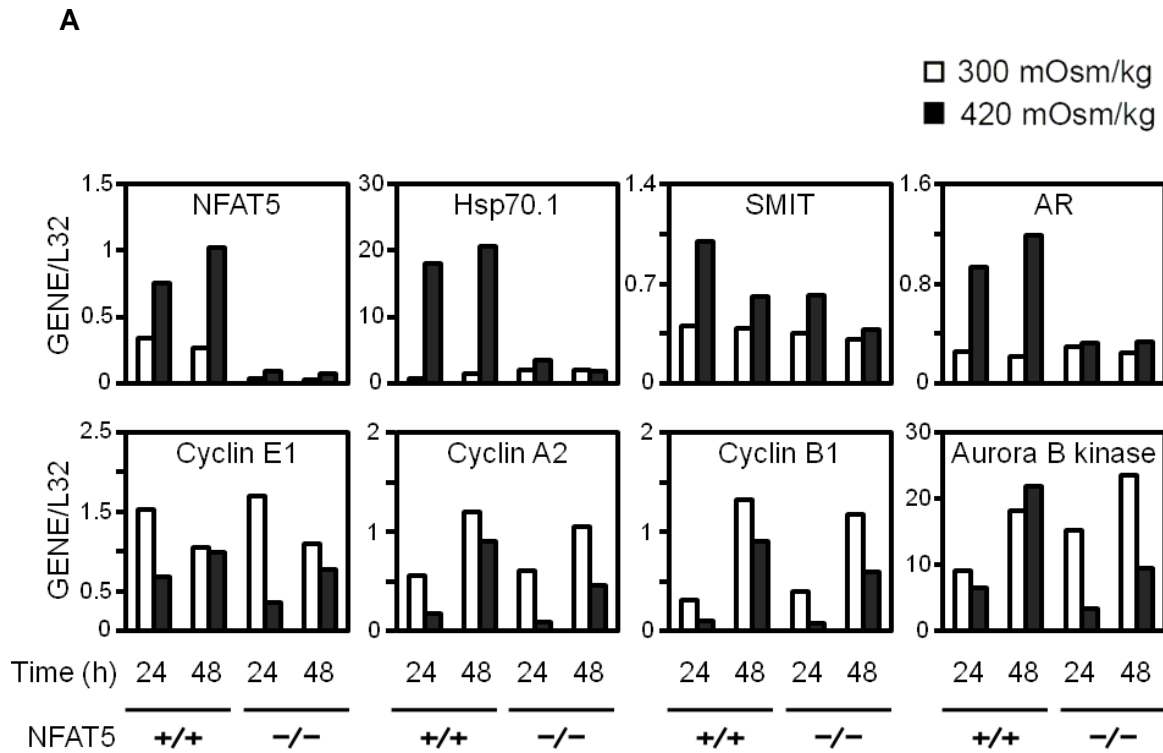 A
300 mOsm/kg
420 mOsm/kg
GENE/L32
1.5
1
0.5
0
NFAT5
30
20
10
0
Hsp70.1
1.4
0.7
0
SMIT
1.6
0.8
0
AR
GENE/L32
2.5
1.5
0.5
0
Cyclin E1
2
1
0
Cyclin A2
2
1
0
Cyclin B1
30
20
10
0
Aurora B kinase
Time (h) 24 48 24 48 24 48 24 48 24 48 24 48 24 48 24 48
NFAT5 +/+ −/− +/+ −/− +/+ −/− +/+ −/−